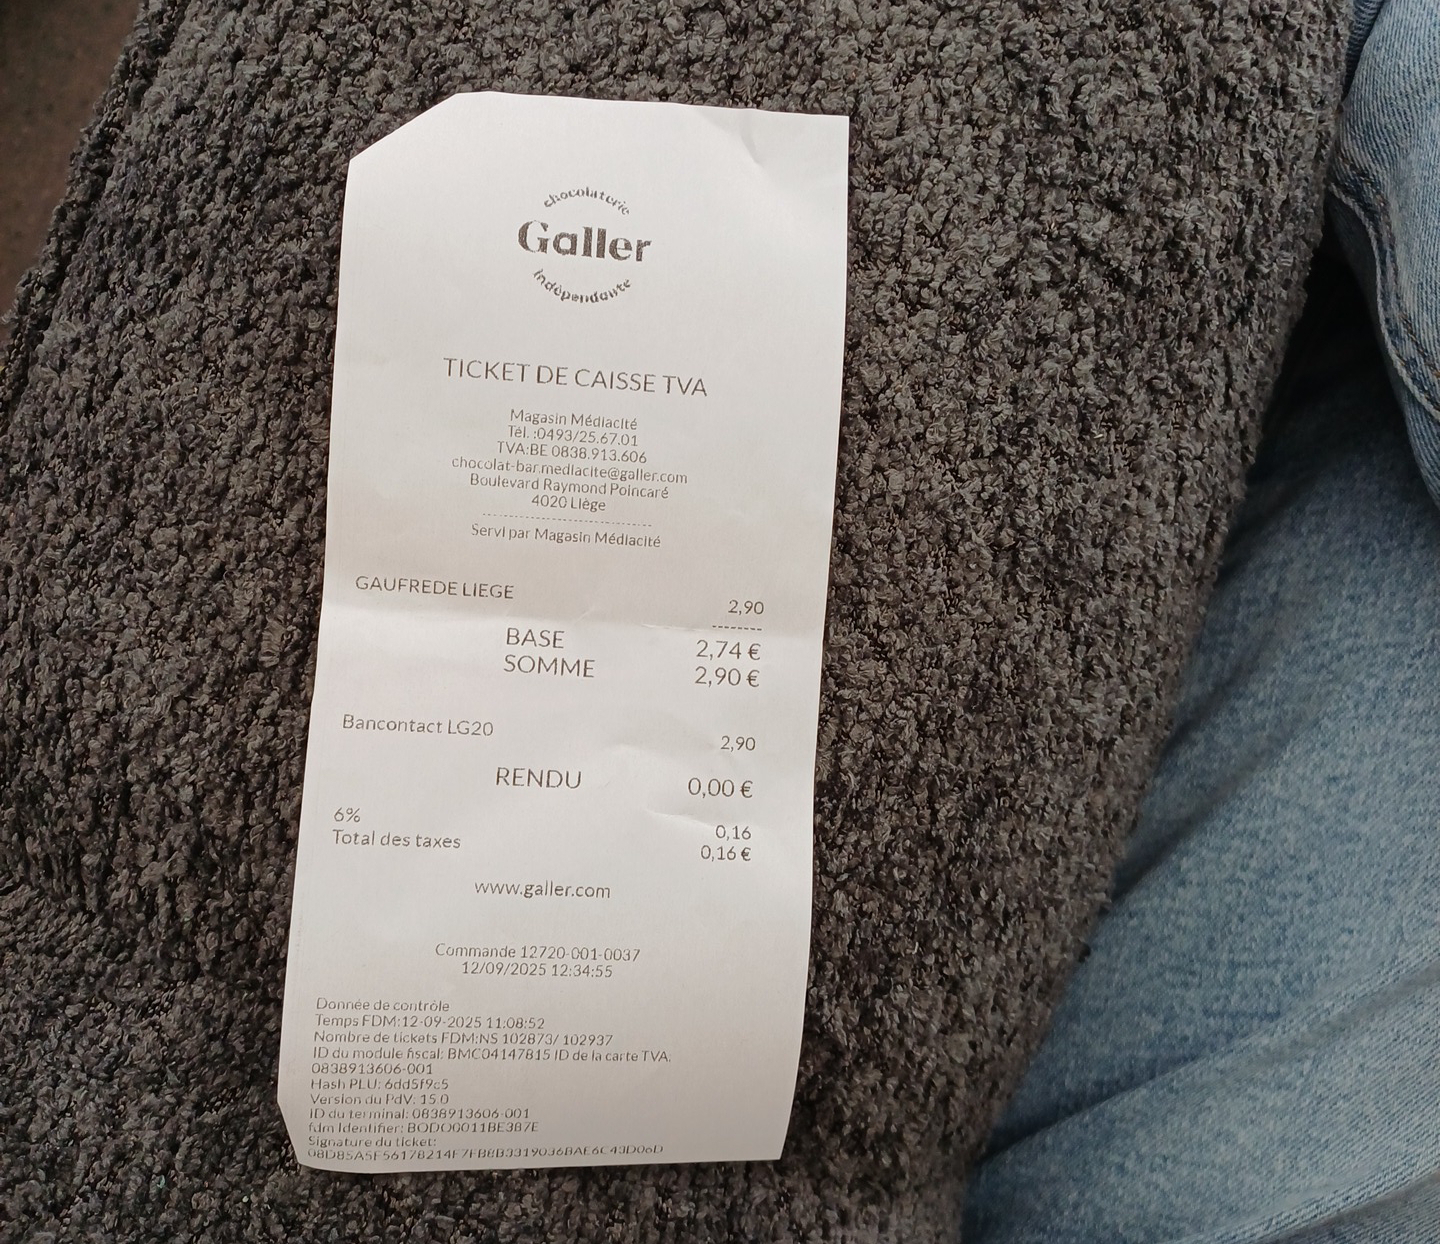 chocolaterie
Galler
indépendante
TICKET DE CAISSE TVA
Magasin Médiacité
Tél. :0493/25.67.01
TVA:BE 0838.913.606
chocolat-bar.mediacite@galler.com
Boulevard Raymond Poincaré
4020 Liège
Servi par Magasin Médiacité
GAUFRE DE LIEGE 2,90
BASE 2,74 €
SOMME 2,90 €
Bancontact LG20 2,90
RENDU 0,00 €
6% 0,16
Total des taxes 0,16 €
www.galler.com
Commande 12720-001-0037
12/09/2025 12:34:55
Donnée de contrôle
Temps FDM:12-09-2025 11:08:52
Nombre de tickets FDM:NS 102873/ 102937
ID du module fiscal: BMC04147815 ID de la carte TVA.
0838913606-001
Hash PLU: 6dd5f9c5
Version du PdV: 15.0
ID du terminal: 0838913606-001
fdm Identifier: BODO0011BE387E
Signature du ticket: